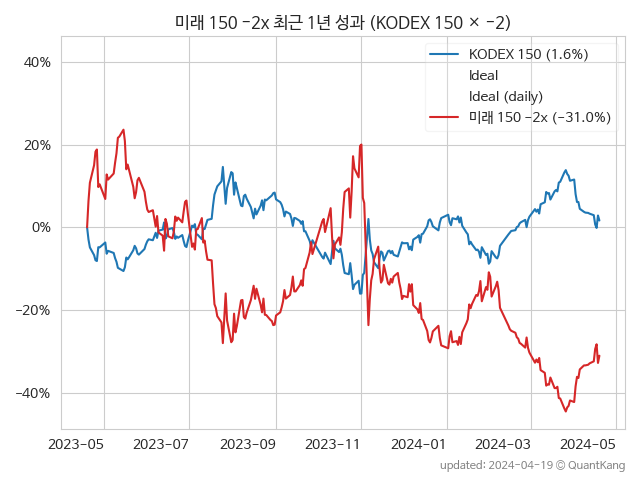 미래 150 −2x 최근 1년 성과 (KODEX 150 × −2)
KODEX 150 (1.6%)
Ideal
Ideal (daily)
미래 150 −2x (−31.0%)
40%
20%
0%
−20%
−40%
2023−05 2023−07 2023−09 2023−11 2024−01 2024−03 2024−05
updated: 2024−04−19 © QuantKang